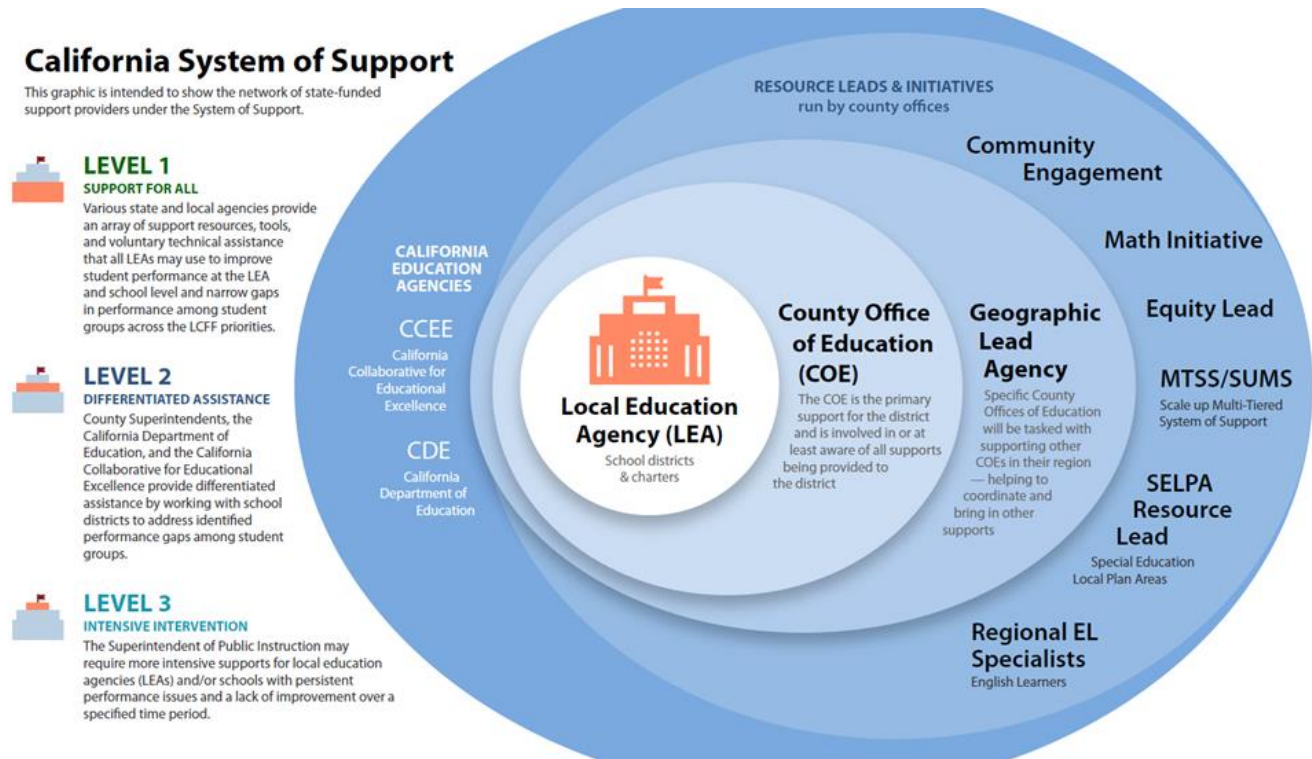 California System of Support
This graphic is intended to show the network of state-funded
support providers under the System of Support.
LEVEL 1
SUPPORT FOR ALL
Various state and local agencies provide
an array of support resources, tools,
and voluntary technical assistance
that all LEAs may use to improve
student performance at the LEA
and school level and narrow gaps
in performance among student
groups across the LCFF priorities.
LEVEL 2
DIFFERENTIATED ASSISTANCE
County Superintendents, the
California Department of
Education, and the California
Collaborative for Educational
Excellence provide differentiated
assistance by working with school
districts to address identified
performance gaps among student
groups.
LEVEL 3
INTENSIVE INTERVENTION
The Superintendent of Public Instruction may
require more intensive supports for local education
agencies (LEAs) and/or schools with persistent
performance issues and a lack of improvement over a
specified time period.
CALIFORNIA
EDUCATION
AGENCIES
CCEE
California
Collaborative for
Educational
Excellence
CDE
California
Department of
Education
Local Education
Agency (LEA)
School districts
& charters
County Office
of Education
(COE)
The COE is the primary
support for the district
and is involved in or at
least aware of all supports
being provided to
the district
Geographic
Lead
Agency
Specific County
Offices of Education
will be tasked with
supporting other
COEs in their region
— helping to
coordinate and
bring in other
supports
RESOURCE LEADS & INITIATIVES
run by county offices
Community
Engagement
Math Initiative
Equity Lead
MTSS/SUMS
Scale up Multi-Tiered
System of Support
SELPA
Resource
Lead
Special Education
Local Plan Areas
Regional EL
Specialists
English Learners